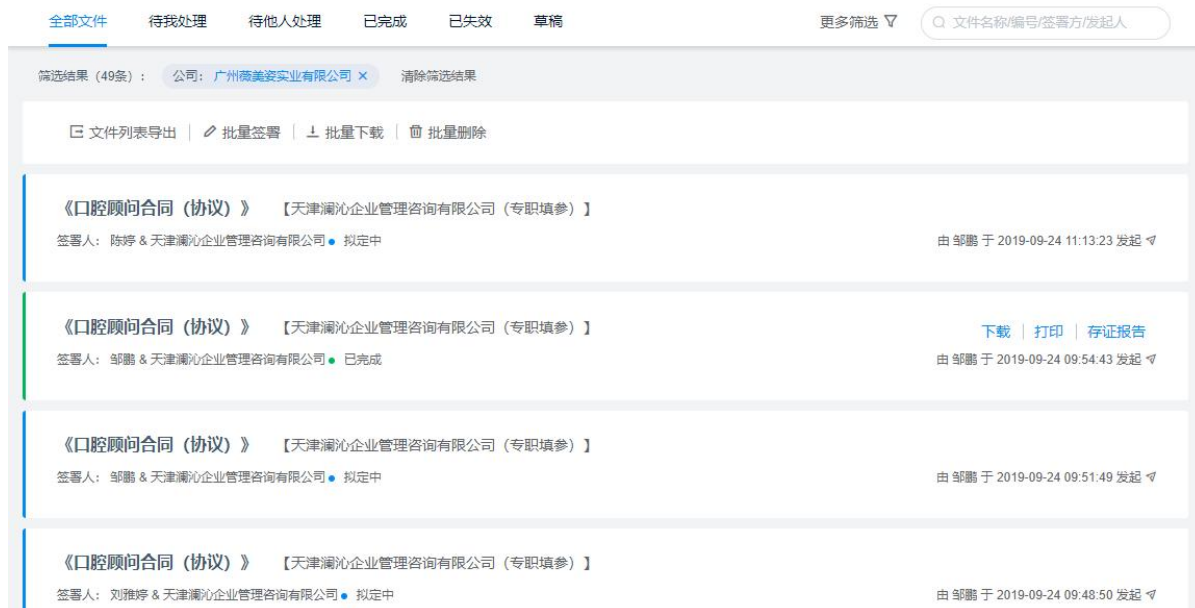 全部文件 待我处理 待他人处理 已完成 已失效 草稿 更多筛选 文件名称/编号/签署方/发起人
筛选结果（49条）： 公司：广州薇美姿实业有限公司 × 清除筛选结果
文件列表导出 批量签署 批量下载 批量删除
《口腔顾问合同（协议）》 【天津澜沁企业管理咨询有限公司（专职填参）】
签署人： 陈婷 & 天津澜沁企业管理咨询有限公司 拟定中 由 邹鹏 于 2019-09-24 11:13:23 发起
《口腔顾问合同（协议）》 【天津澜沁企业管理咨询有限公司（专职填参）】 下载 打印 存证报告
签署人： 邹鹏 & 天津澜沁企业管理咨询有限公司 已完成 由 邹鹏 于 2019-09-24 09:54:43 发起
《口腔顾问合同（协议）》 【天津澜沁企业管理咨询有限公司（专职填参）】
签署人： 邹鹏 & 天津澜沁企业管理咨询有限公司 拟定中 由 邹鹏 于 2019-09-24 09:51:49 发起
《口腔顾问合同（协议）》 【天津澜沁企业管理咨询有限公司（专职填参）】
签署人： 刘雅婷 & 天津澜沁企业管理咨询有限公司 拟定中 由 邹鹏 于 2019-09-24 09:48:50 发起